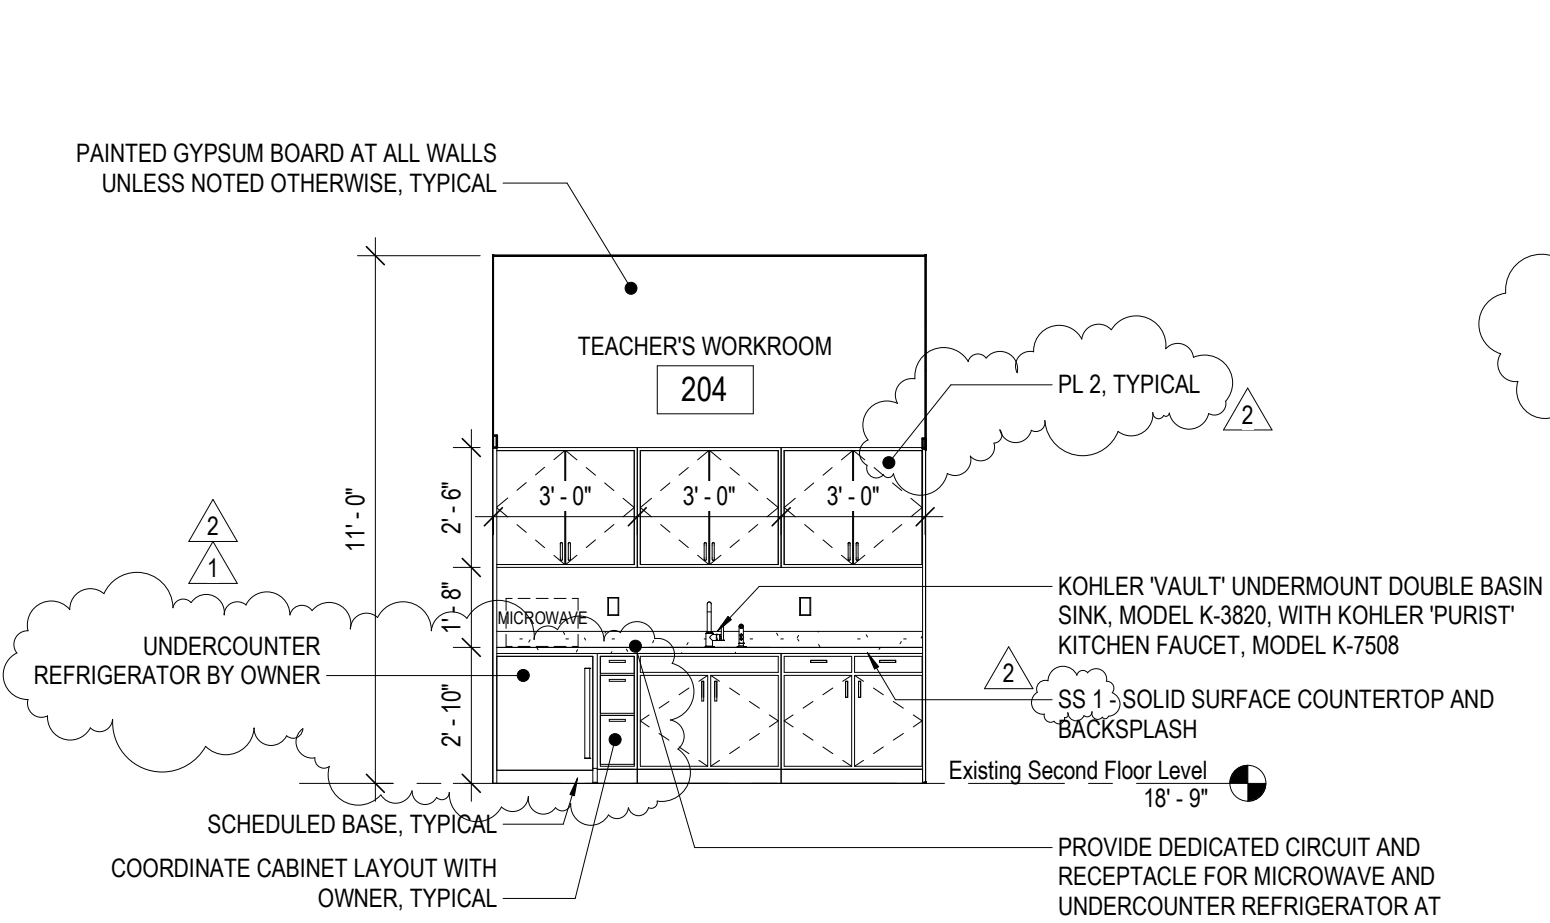 PAINTED GYPSUM BOARD AT ALL WALLS
UNLESS NOTED OTHERWISE, TYPICAL
TEACHER'S WORKROOM
204
PL 2, TYPICAL
2
11' - 0"
2' - 6"
3' - 0"
3' - 0"
3' - 0"
2
1
1' - 8"
MICROWAVE
KOHLER 'VAULT' UNDERMOUNT DOUBLE BASIN
SINK, MODEL K-3820, WITH KOHLER 'PURIST'
KITCHEN FAUCET, MODEL K-7508
UNDERCOUNTER
REFRIGERATOR BY OWNER
2
SS 1 - SOLID SURFACE COUNTERTOP AND
BACKSPLASH
2' - 10"
Existing Second Floor Level
18' - 9"
SCHEDULED BASE, TYPICAL
COORDINATE CABINET LAYOUT WITH
OWNER, TYPICAL
PROVIDE DEDICATED CIRCUIT AND
RECEPTACLE FOR MICROWAVE AND
UNDERCOUNTER REFRIGERATOR AT